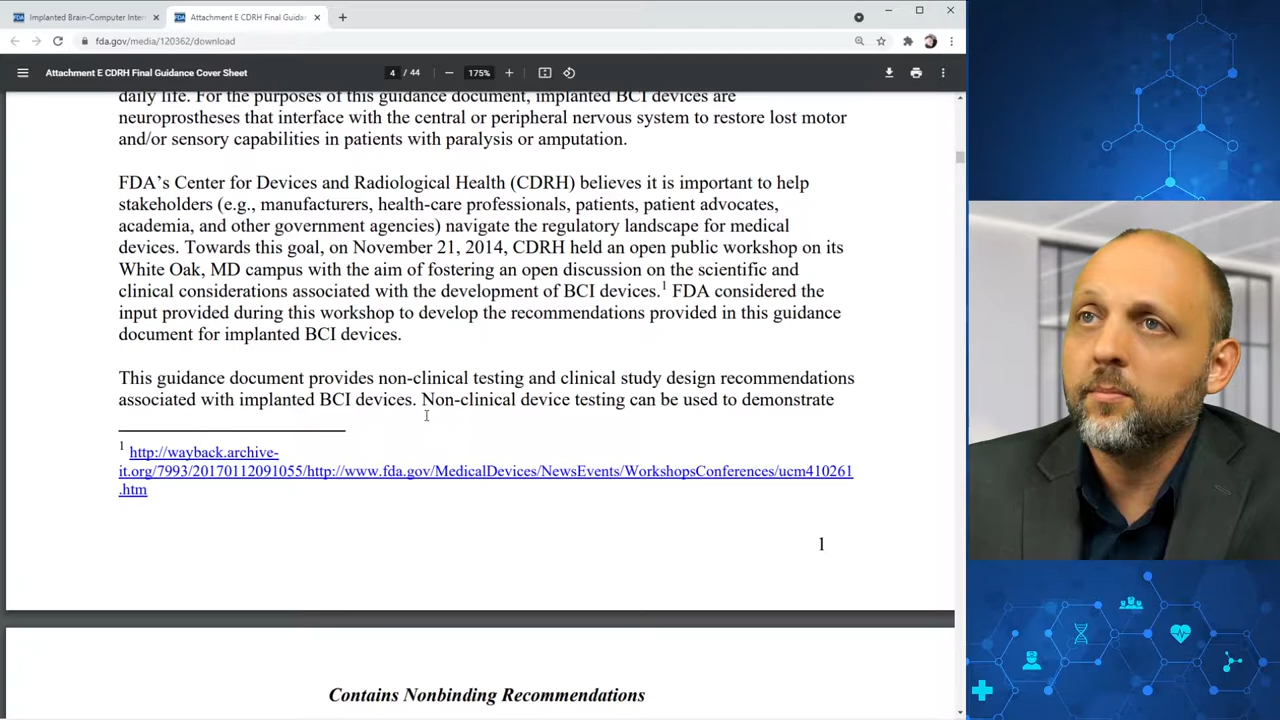 Implanted Brain-Computer Inter
Attachment E CDRH Final Guidan
fda.gov/media/120362/download
Attachment E CDRH Final Guidance Cover Sheet
4 / 44
175%
daily life. For the purposes of this guidance document, implanted BCI devices are
neuroprostheses that interface with the central or peripheral nervous system to restore lost motor
and/or sensory capabilities in patients with paralysis or amputation.
FDA's Center for Devices and Radiological Health (CDRH) believes it is important to help
stakeholders (e.g., manufacturers, health-care professionals, patients, patient advocates,
academia, and other government agencies) navigate the regulatory landscape for medical
devices. Towards this goal, on November 21, 2014, CDRH held an open public workshop on its
White Oak, MD campus with the aim of fostering an open discussion on the scientific and
clinical considerations associated with the development of BCI devices.1 FDA considered the
input provided during this workshop to develop the recommendations provided in this guidance
document for implanted BCI devices.
This guidance document provides non-clinical testing and clinical study design recommendations
associated with implanted BCI devices. Non-clinical device testing can be used to demonstrate
1 http://wayback.archive-
it.org/7993/20170112091055/http://www.fda.gov/MedicalDevices/NewsEvents/WorkshopsConferences/ucm410261
.htm
1
Contains Nonbinding Recommendations